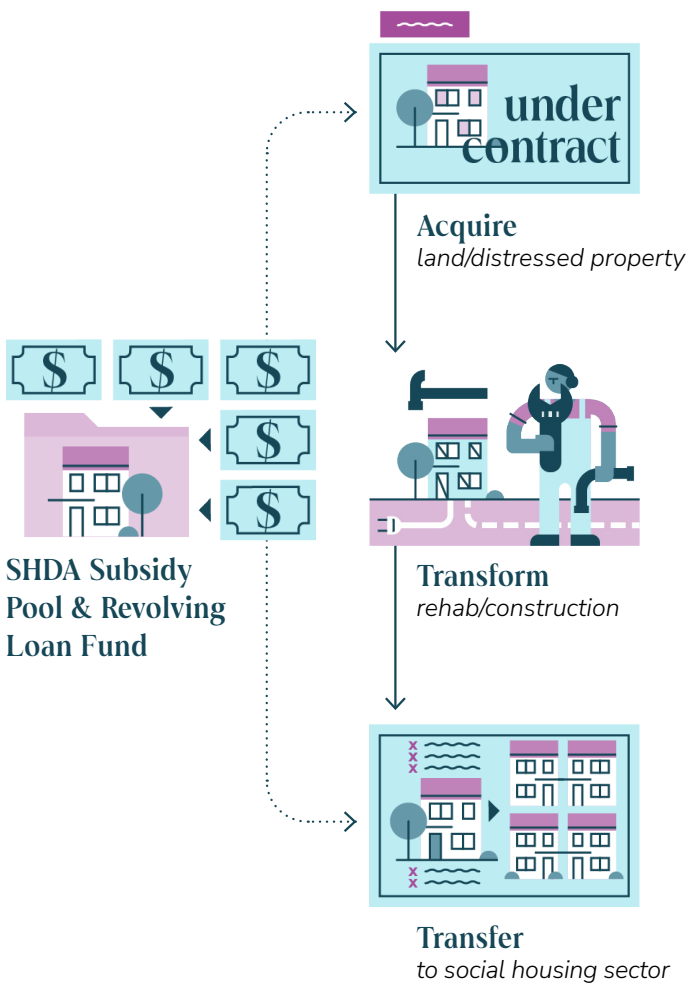 under
contract
Acquire
land/distressed property
$ $ $
$
$
SHDA Subsidy
Pool & Revolving
Loan Fund
Transform
rehab/construction
x
x
x
x
x
Transfer
to social housing sector